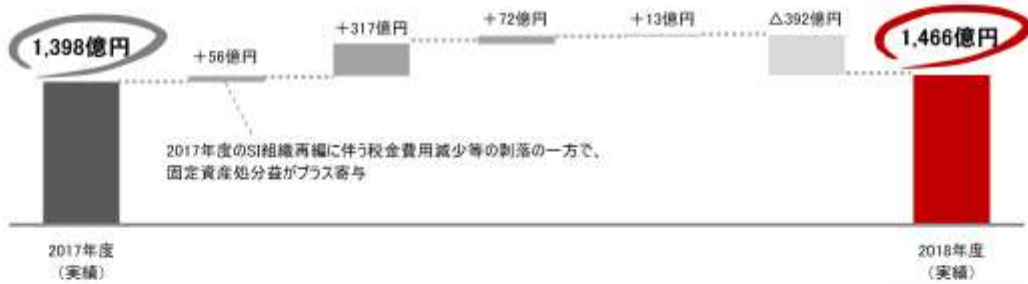 1,398億円
+56億円
+317億円
+72億円
+13億円
△392億円
1,466億円
2017年度のSI組織再編に伴う税金費用減少等の剥落の一方で、
固定資産処分益がプラス寄与
2017年度
(実績)
2018年度
(実績)